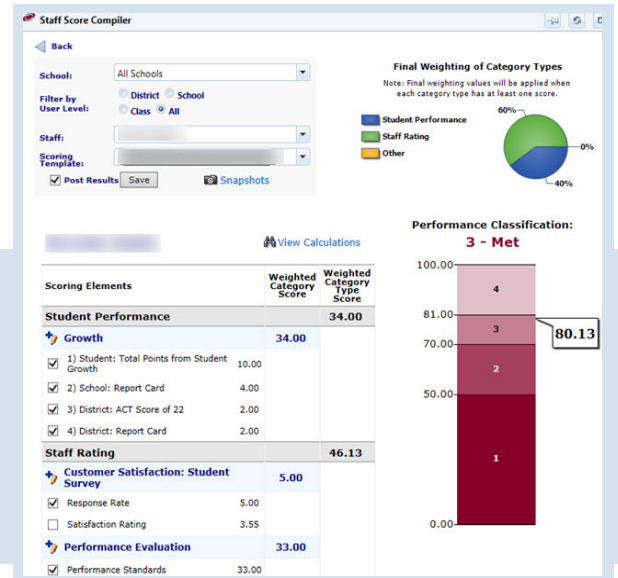 Staff Score Compiler
Back
School: All Schools
Filter by
User Level:
District School
Class All
Staff:
Scoring
Template:
Post Results Save Snapshots
Final Weighting of Category Types
Note: Final weighting values will be applied when
each category type has at least one score.
Student Performance
Staff Rating
Other
60%
0%
40%
View Calculations
Scoring Elements
Weighted
Category
Score
Weighted
Category
Type
Score
Student Performance 34.00
Growth 34.00
1) Student: Total Points from Student
Growth
10.00
2) School: Report Card 4.00
3) District: ACT Score of 22 2.00
4) District: Report Card 2.00
Staff Rating 46.13
Customer Satisfaction: Student
Survey
5.00
Response Rate 5.00
Satisfaction Rating 3.55
Performance Evaluation 33.00
Performance Standards 33.00
Performance Classification:
3 - Met
100.00
4
81.00
3
80.13
70.00
2
50.00
1
0.00